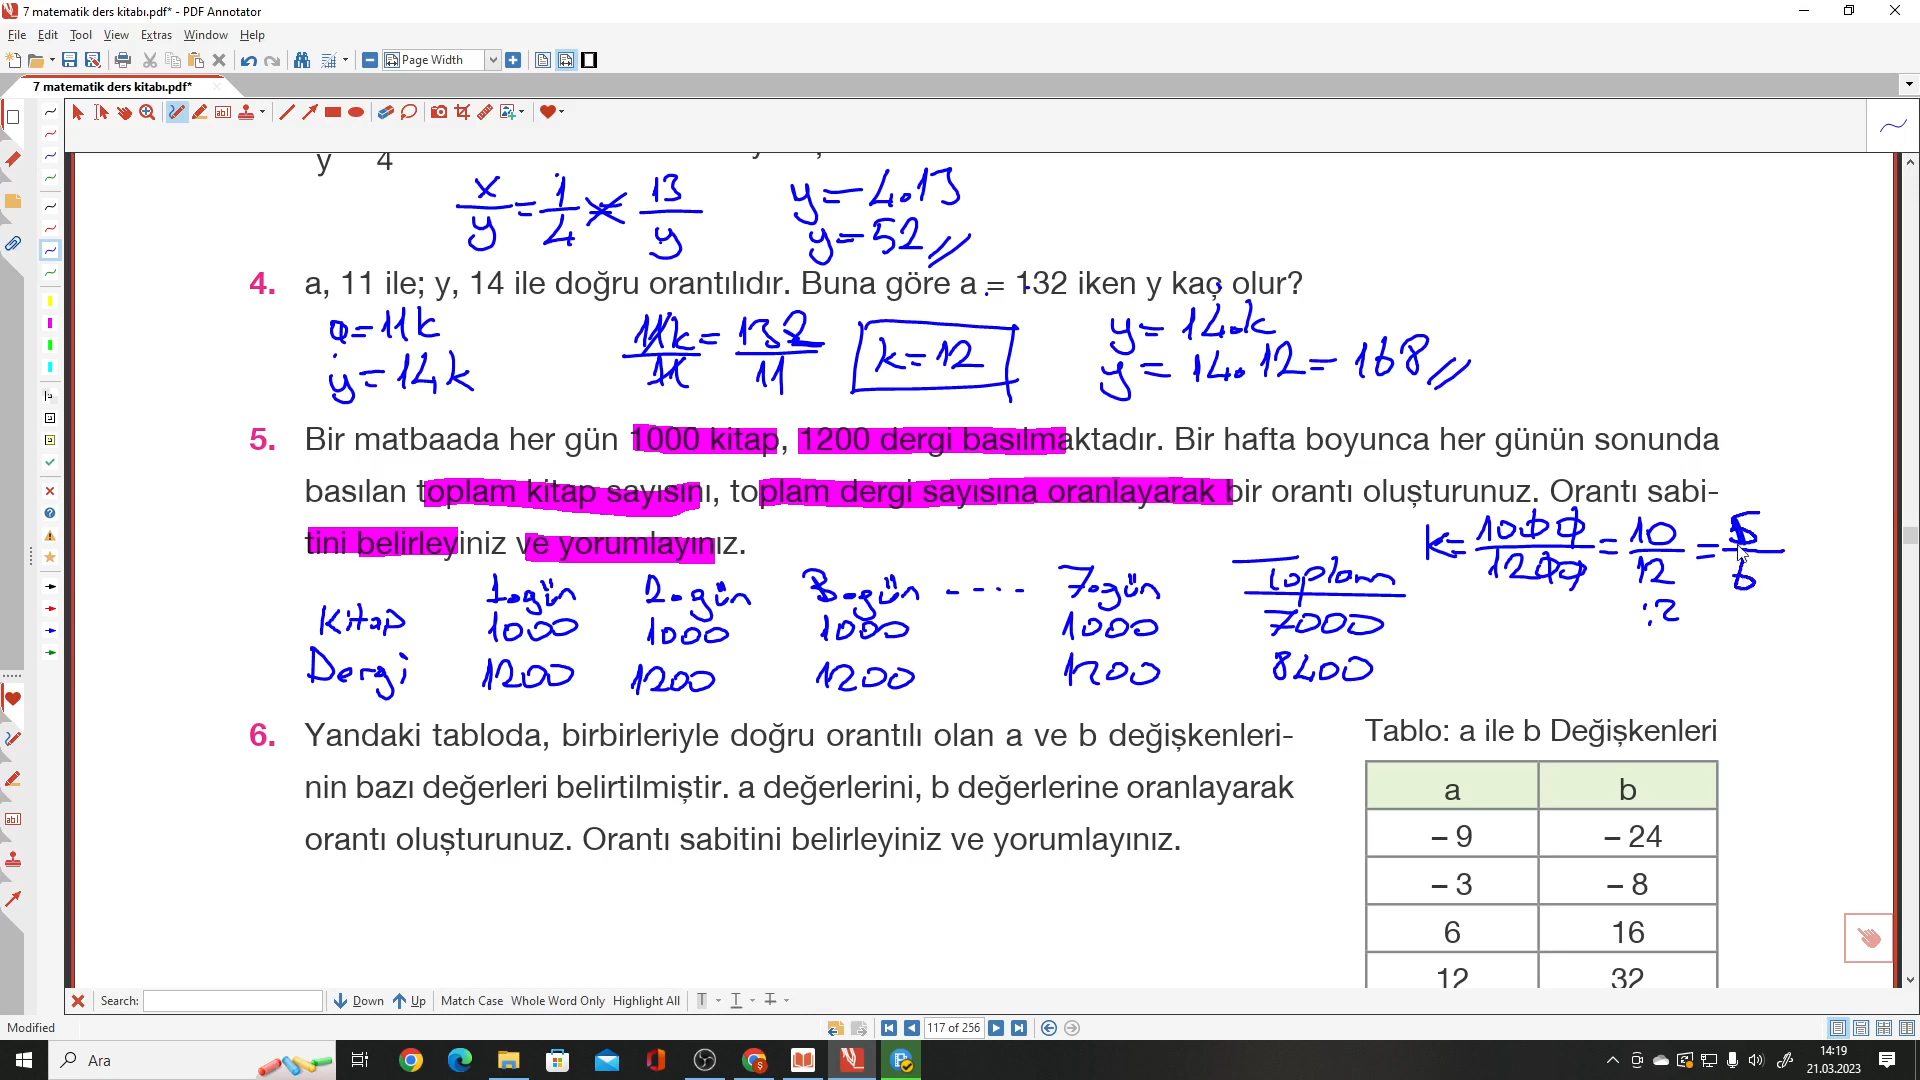 7 matematik ders kitabı.pdf* - PDF Annotator
File Edit Tool View Extras Window Help
Page Width
7 matematik ders kitabı.pdf*
y 4
x/y = 1/4 × 13/y
y = 4.13
y = 52 //
4. a, 11 ile; y, 14 ile doğru orantılıdır. Buna göre a = 132 iken y kaç olur?
a = 11k
y = 14k
11k/11 = 132/11
k = 12
y = 14.k
y = 14.12 = 168 //
5. Bir matbaada her gün 1000 kitap, 1200 dergi basılmaktadır. Bir hafta boyunca her günün sonunda
basılan toplam kitap sayısını, toplam dergi sayısına oranlayarak bir orantı oluşturunuz. Orantı sabi-
tini belirleyiniz ve yorumlayınız.
k = 1000/1200 = 10/12 = 5/6
:2
1.gün 2.gün 3.gün - - - - 7.gün Toplam
Kitap 1000 1000 1000 1000 7000
Dergi 1200 1200 1200 1200 8400
6. Yandaki tabloda, birbirleriyle doğru orantılı olan a ve b değişkenleri-
nin bazı değerleri belirtilmiştir. a değerlerini, b değerlerine oranlayarak
orantı oluşturunuz. Orantı sabitini belirleyiniz ve yorumlayınız.
Tablo: a ile b Değişkenleri
a b
– 9 – 24
– 3 – 8
6 16
12 32
Search: Down Up Match Case Whole Word Only Highlight All
Modified
117 of 256
Ara
14:19
21.03.2023